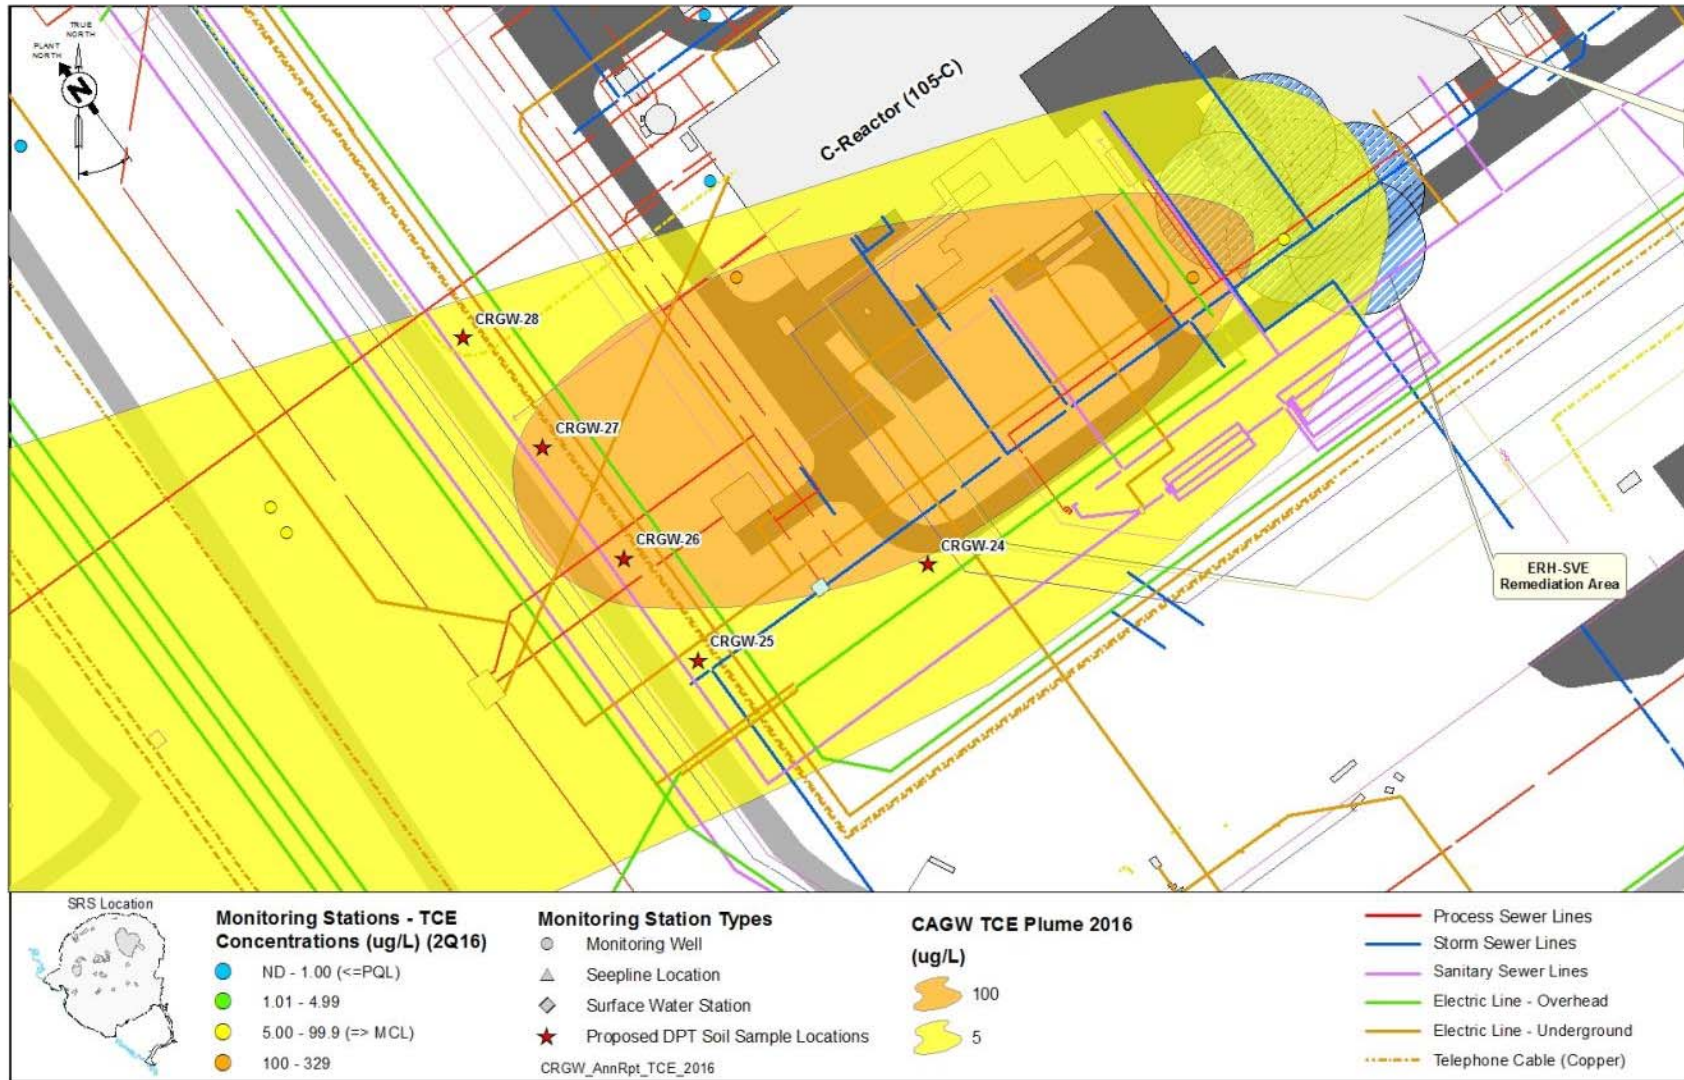 TRUE
NORTH
PLANT
NORTH
N
C-Reactor (105-C)
CRGW-28
CRGW-27
CRGW-26
CRGW-24
CRGW-25
ERH-SVE
Remediation Area
SRS Location
Monitoring Stations - TCE
Concentrations (ug/L) (2Q16)
ND - 1.00 (<=PQL)
1.01 - 4.99
5.00 - 99.9 (=> MCL)
100 - 329
Monitoring Station Types
Monitoring Well
Seepline Location
Surface Water Station
Proposed DPT Soil Sample Locations
CRGW_AnnRpt_TCE_2016
CAGW TCE Plume 2016
(ug/L)
100
5
Process Sewer Lines
Storm Sewer Lines
Sanitary Sewer Lines
Electric Line - Overhead
Electric Line - Underground
Telephone Cable (Copper)